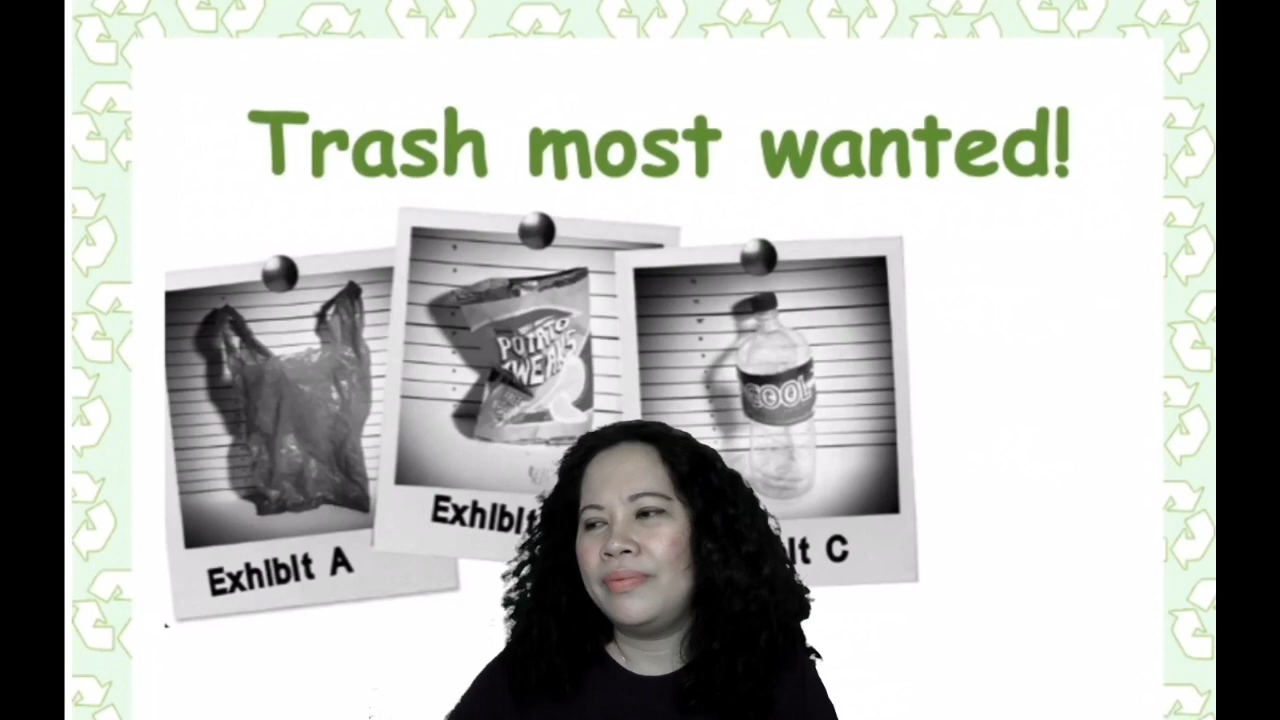 Trash most wanted!
POTATO
COOL
Exhibit
Exhibit A
C